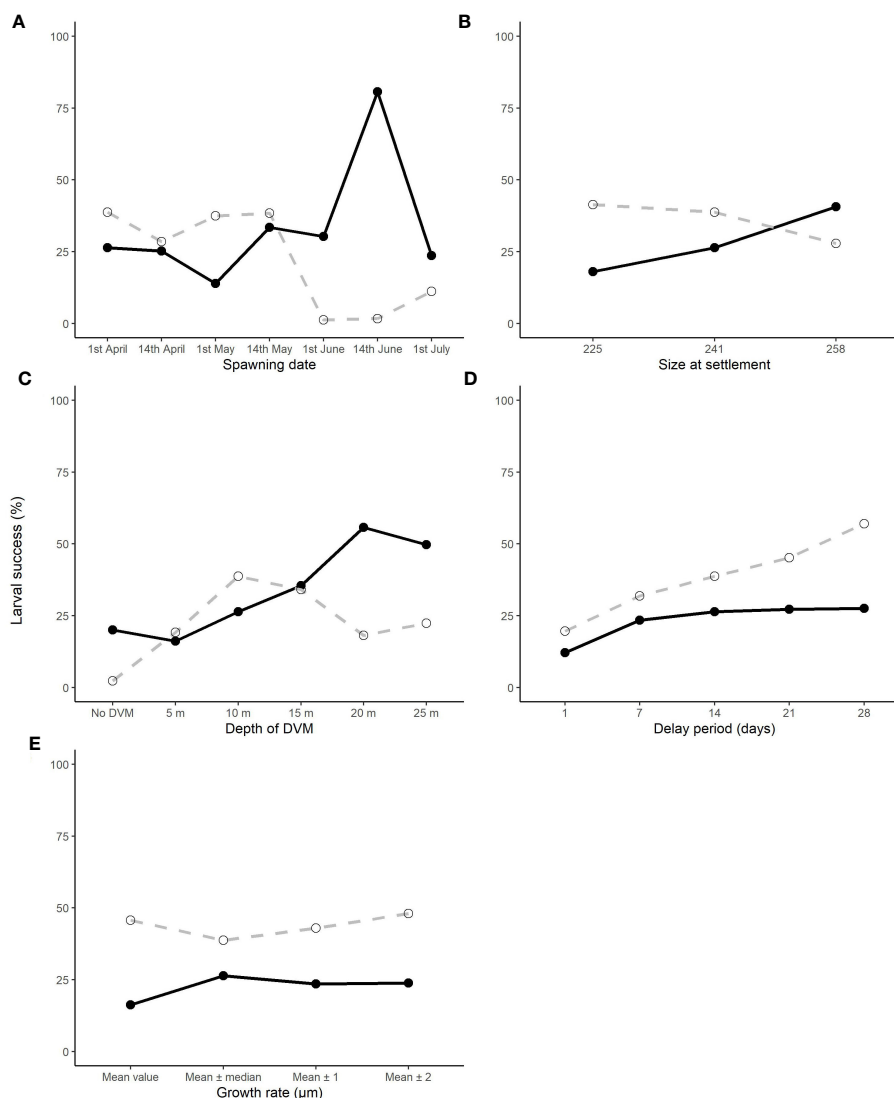 A
100
75
50
25
0
1st April 14th April 1st May 14th May 1st June 14th June 1st July
Spawning date
B
100
75
50
25
0
225 241 258
Size at settlement
Larval success (%)
C
100
75
50
25
0
No DVM 5 m 10 m 15 m 20 m 25 m
Depth of DVM
D
100
75
50
25
0
1 7 14 21 28
Delay period (days)
E
100
75
50
25
0
Mean value Mean ± median Mean ± 1 Mean ± 2
Growth rate (μm)